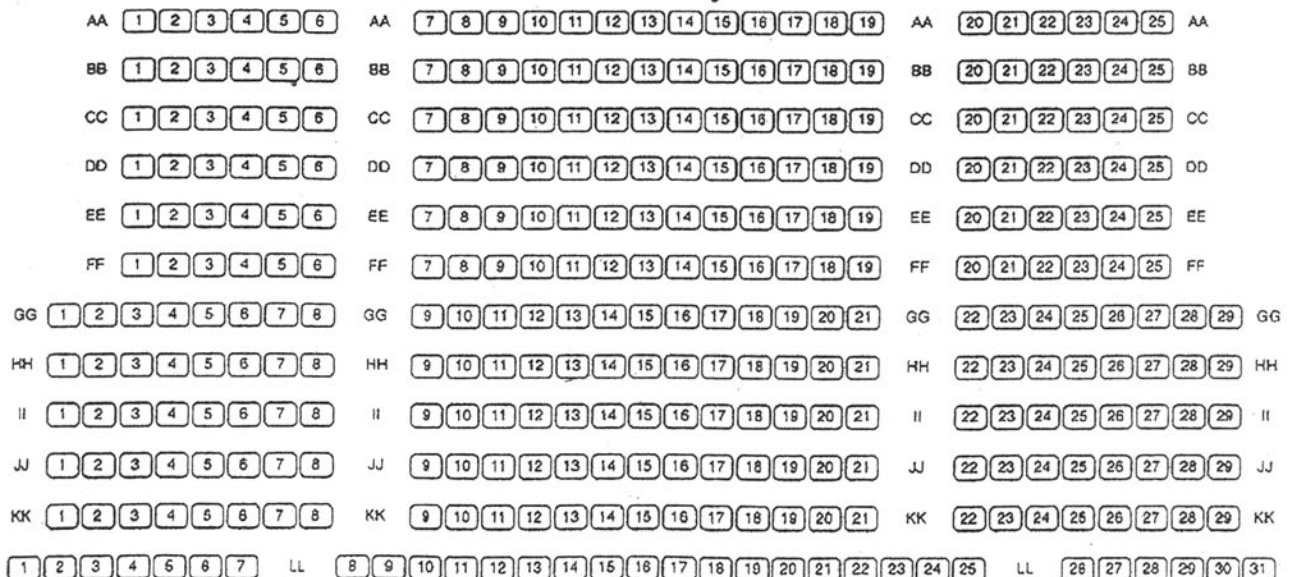 AA 1 2 3 4 5 6 AA 7 8 9 10 11 12 13 14 15 16 17 18 19 AA 20 21 22 23 24 25 AA
BB 1 2 3 4 5 6 BB 7 8 9 10 11 12 13 14 15 16 17 18 19 BB 20 21 22 23 24 25 BB
CC 1 2 3 4 5 6 CC 7 8 9 10 11 12 13 14 15 16 17 18 19 CC 20 21 22 23 24 25 CC
DD 1 2 3 4 5 6 DD 7 8 9 10 11 12 13 14 15 16 17 18 19 DD 20 21 22 23 24 25 DD
EE 1 2 3 4 5 6 EE 7 8 9 10 11 12 13 14 15 16 17 18 19 EE 20 21 22 23 24 25 EE
FF 1 2 3 4 5 6 FF 7 8 9 10 11 12 13 14 15 16 17 18 19 FF 20 21 22 23 24 25 FF
GG 1 2 3 4 5 6 7 8 GG 9 10 11 12 13 14 15 16 17 18 19 20 21 GG 22 23 24 25 26 27 28 29 GG
HH 1 2 3 4 5 6 7 8 HH 9 10 11 12 13 14 15 16 17 18 19 20 21 HH 22 23 24 25 26 27 28 29 HH
II 1 2 3 4 5 6 7 8 II 9 10 11 12 13 14 15 16 17 18 19 20 21 II 22 23 24 25 26 27 28 29 II
JJ 1 2 3 4 5 6 7 8 JJ 9 10 11 12 13 14 15 16 17 18 19 20 21 JJ 22 23 24 25 26 27 28 29 JJ
KK 1 2 3 4 5 6 7 8 KK 9 10 11 12 13 14 15 16 17 18 19 20 21 KK 22 23 24 25 26 27 28 29 KK
1 2 3 4 5 6 7 LL 8 9 10 11 12 13 14 15 16 17 18 19 20 21 22 23 24 25 LL 26 27 28 29 30 31